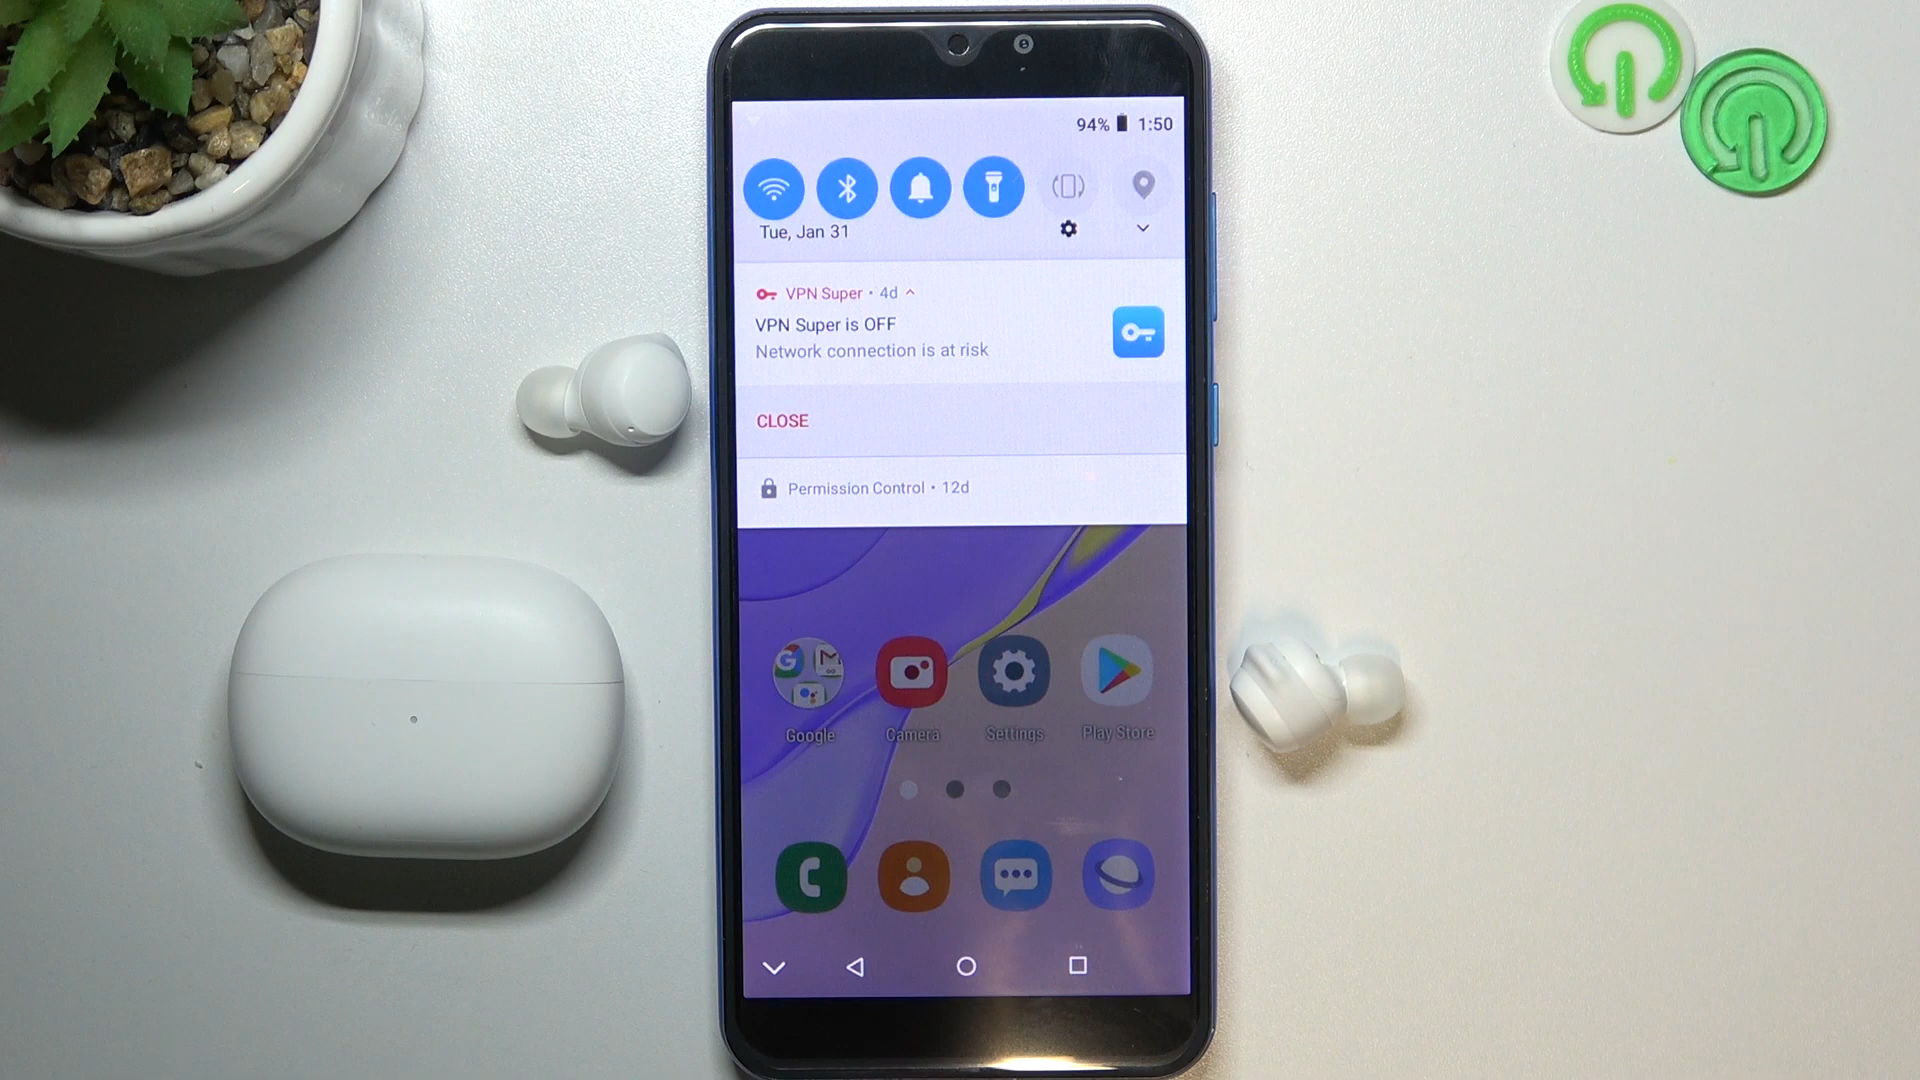 94% 1:50
Tue, Jan 31
VPN Super • 4d
VPN Super is OFF
Network connection is at risk
CLOSE
Permission Control • 12d
Google
Camera
Settings
Play Store